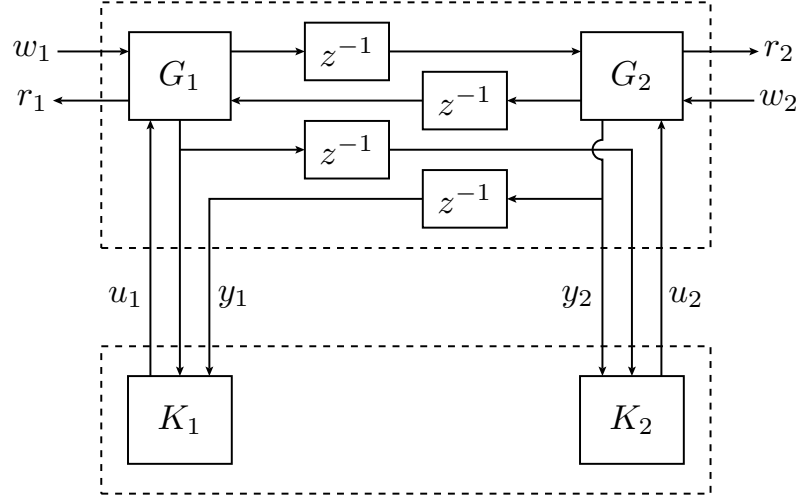 w₁ G₁ z⁻¹ G₂ r₂
r₁ z⁻¹ w₂
z⁻¹
z⁻¹
u₁ y₁ y₂ u₂
K₁ K₂